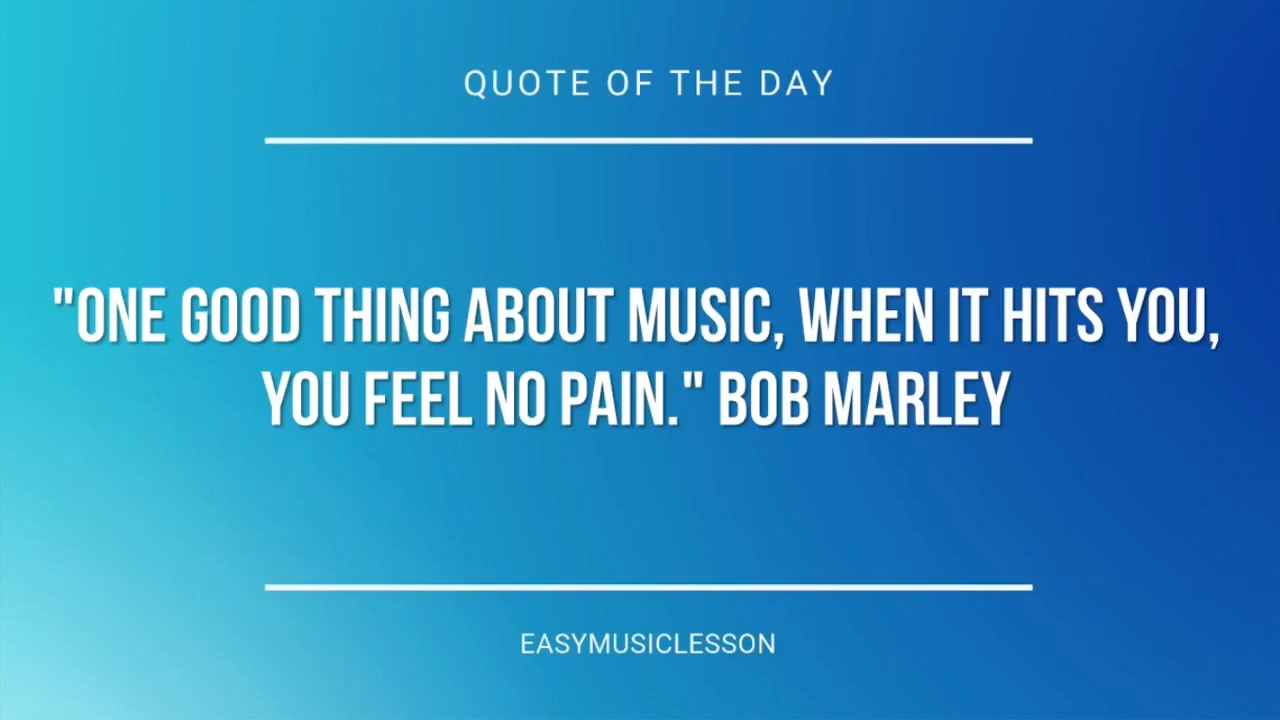 QUOTE OF THE DAY
"ONE GOOD THING ABOUT MUSIC, WHEN IT HITS YOU,
YOU FEEL NO PAIN." BOB MARLEY
EASYMUSICLESSON